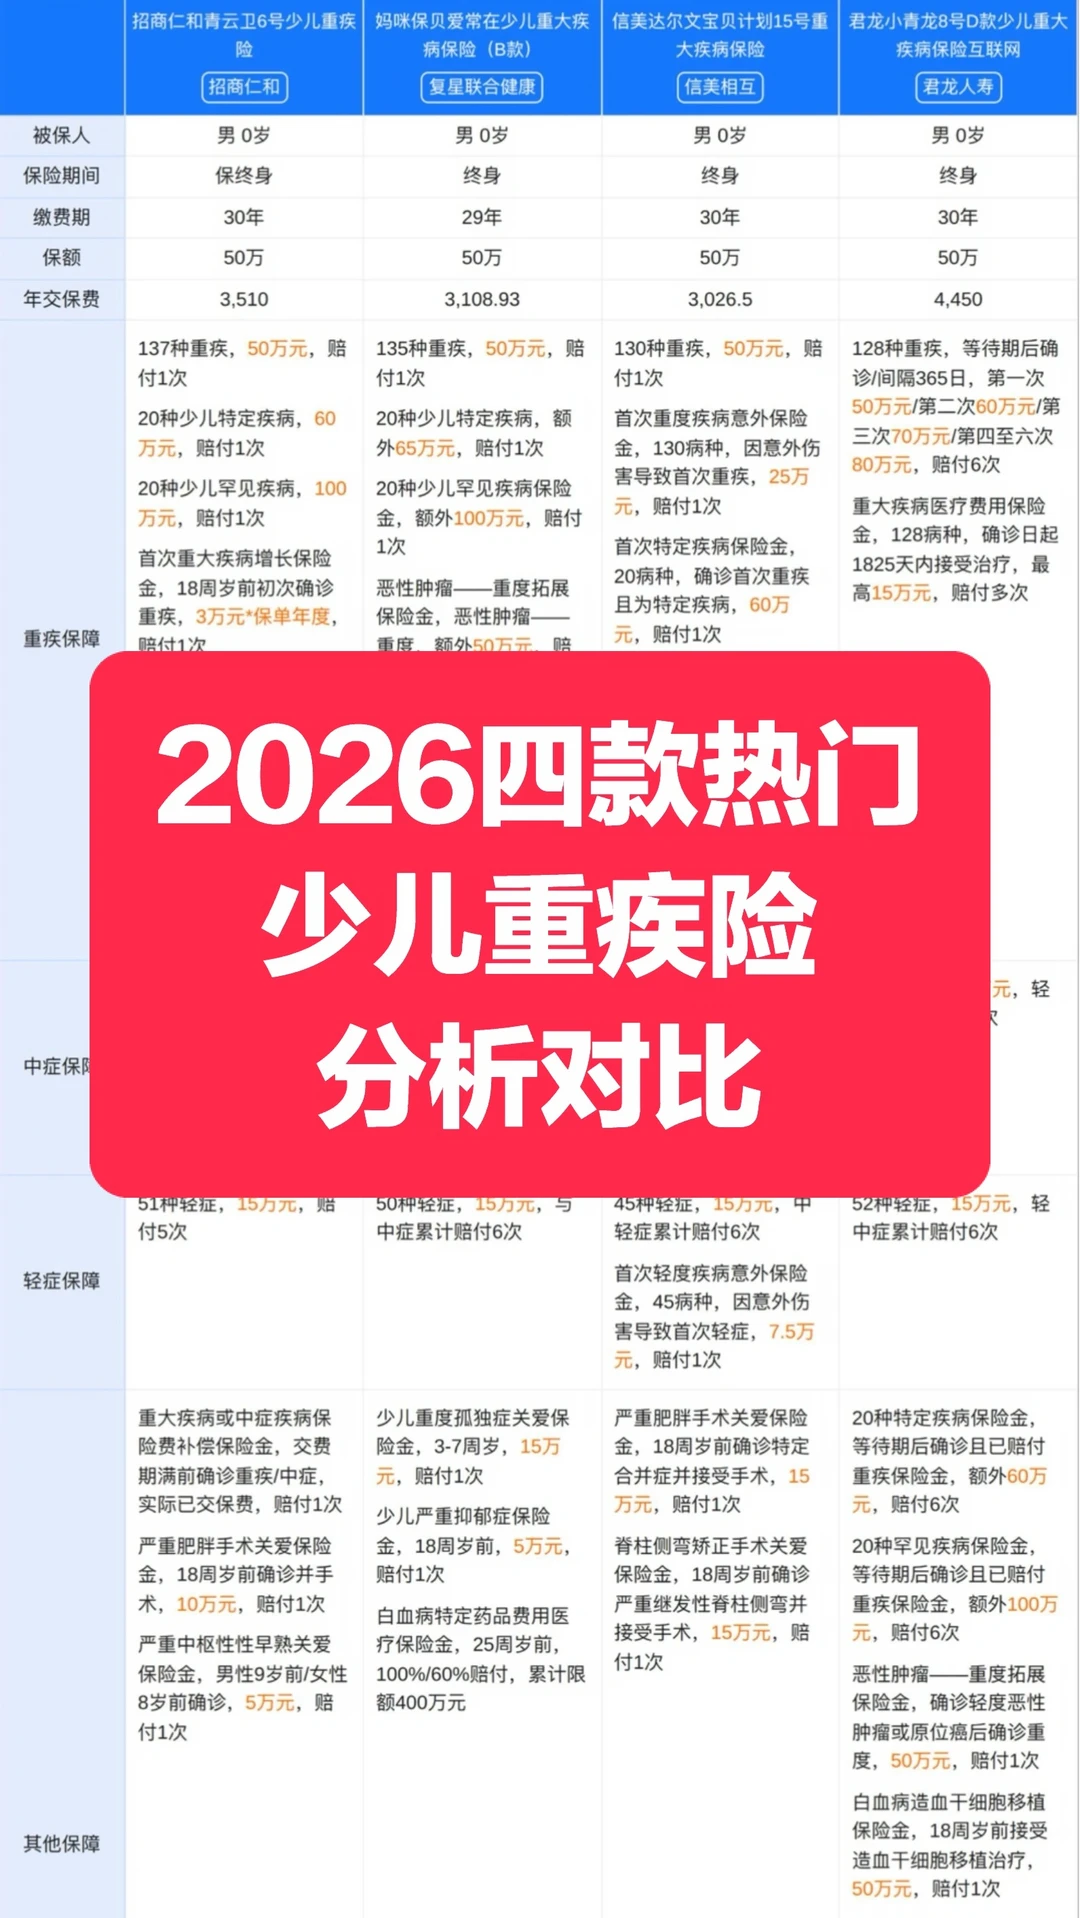 招商仁和青云卫6号少儿重疾
险
招商仁和
妈咪保贝爱常在少儿重大疾
病保险（B款）
复星联合健康
信美达尔文宝贝计划15号重
大疾病保险
信美相互
君龙小青龙8号D款少儿重大
疾病保险互联网
君龙人寿
被保人
男 0岁
男 0岁
男 0岁
男 0岁
保险期间
保终身
终身
终身
终身
缴费期
30年
29年
30年
30年
保额
50万
50万
50万
50万
年交保费
3,510
3,108.93
3,026.5
4,450
重疾保障
137种重疾，50万元，赔
付1次
20种少儿特定疾病，60
万元，赔付1次
20种少儿罕见疾病，100
万元，赔付1次
首次重大疾病增长保险
金，18周岁前初次确诊
重疾，3万元*保单年度，
赔付1次
135种重疾，50万元，赔
付1次
20种少儿特定疾病，额
外65万元，赔付1次
20种少儿罕见疾病保险
金，额外100万元，赔付
1次
恶性肿瘤——重度拓展
保险金，恶性肿瘤——
重度，额外50万元，赔
130种重疾，50万元，赔
付1次
首次重度疾病意外保险
金，130病种，因意外伤
害导致首次重疾，25万
元，赔付1次
首次特定疾病保险金，
20病种，确诊首次重疾
且为特定疾病，60万
元，赔付1次
128种重疾，等待期后确
诊/间隔365日，第一次
50万元/第二次60万元/第
三次70万元/第四至六次
80万元，赔付6次
重大疾病医疗费用保险
金，128病种，确诊日起
1825天内接受治疗，最
高15万元，赔付多次
2026四款热门
少儿重疾险
分析对比
中症保
元，轻
次
轻症保障
51种轻症，15万元，赔
付5次
50种轻症，15万元，与
中症累计赔付6次
45种轻症，15万元，中
轻症累计赔付6次
首次轻度疾病意外保险
金，45病种，因意外伤
害导致首次轻症，7.5万
元，赔付1次
52种轻症，15万元，轻
中症累计赔付6次
其他保障
重大疾病或中症疾病保
险费补偿保险金，交费
期满前确诊重疾/中症，
实际已交保费，赔付1次
严重肥胖手术关爱保险
金，18周岁前确诊并手
术，10万元，赔付1次
严重中枢性性早熟关爱
保险金，男性9岁前/女性
8岁前确诊，5万元，赔
付1次
少儿重度孤独症关爱保
险金，3-7周岁，15万
元，赔付1次
少儿严重抑郁症保险
金，18周岁前，5万元，
赔付1次
白血病特定药品费用医
疗保险金，25周岁前，
100%/60%赔付，累计限
额400万元
严重肥胖手术关爱保险
金，18周岁前确诊特定
合并症并接受手术，15
万元，赔付1次
脊柱侧弯矫正手术关爱
保险金，18周岁前确诊
严重继发性脊柱侧弯并
接受手术，15万元，赔
付1次
20种特定疾病保险金，
等待期后确诊且已赔付
重疾保险金，额外60万
元，赔付6次
20种罕见疾病保险金，
等待期后确诊且已赔付
重疾保险金，额外100万
元，赔付6次
恶性肿瘤——重度拓展
保险金，确诊轻度恶性
肿瘤或原位癌后确诊重
度，50万元，赔付1次
白血病造血干细胞移植
保险金，18周岁前接受
造血干细胞移植治疗，
50万元，赔付1次